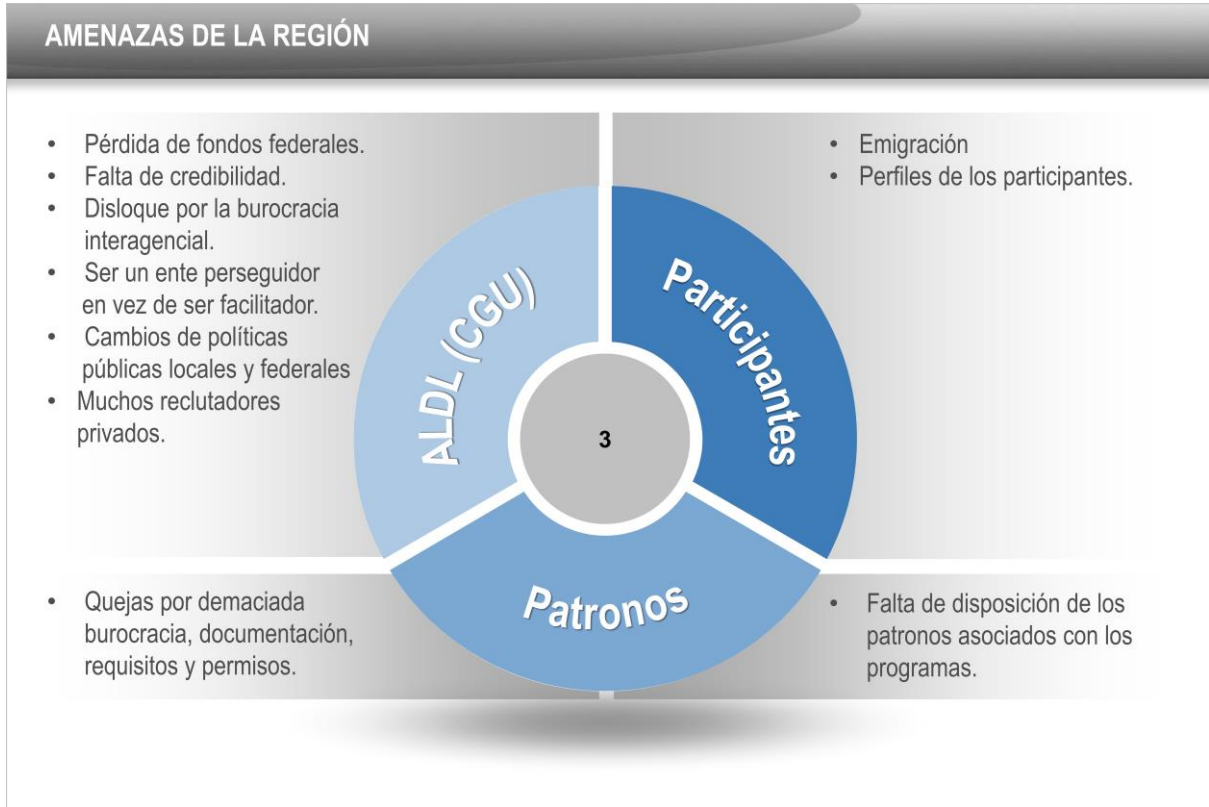 AMENAZAS DE LA REGIÓN
• Pérdida de fondos federales.
• Falta de credibilidad.
• Disloque por la burocracia
interagencial.
• Ser un ente perseguidor
en vez de ser facilitador.
• Cambios de políticas
públicas locales y federales
• Muchos reclutadores
privados.
• Emigración
• Perfiles de los participantes.
ALDL (CGU)
Participantes
3
Patronos
• Quejas por demaciada
burocracia, documentación,
requisitos y permisos.
• Falta de disposición de los
patronos asociados con los
programas.